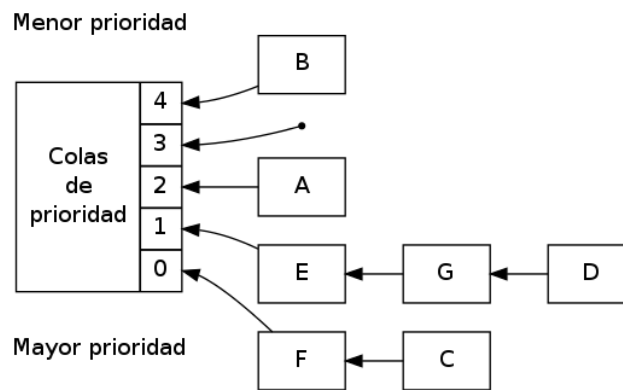 Menor prioridad
B
4
3
Colas
de
prioridad
2
A
1
E
G
D
0
Mayor prioridad
F
C